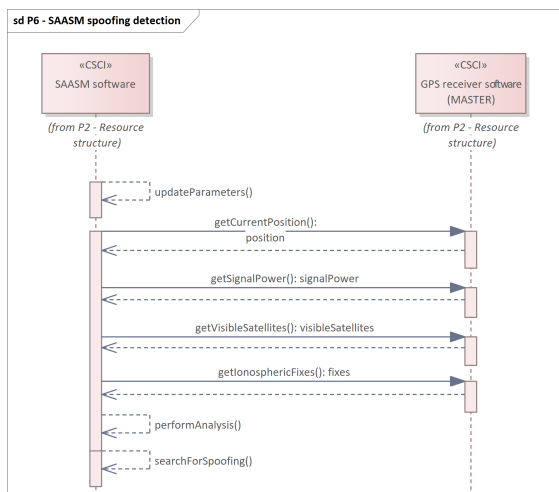 sd P6 - SAASM spoofing detection
«CSCI»
SAASM software
«CSCI»
GPS receiver software
(MASTER)
(from P2 - Resource
structure)
(from P2 - Resource
structure)
updateParameters()
getCurrentPosition():
position
getSignalPower(): signalPower
getVisibleSatellites(): visibleSatellites
getIonosphericFixes(): fixes
performAnalysis()
searchForSpoofing()